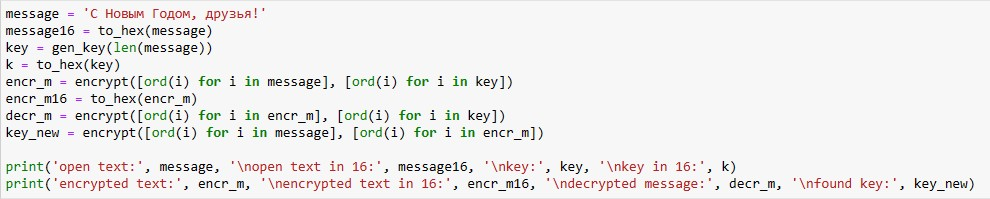 message = 'С Новым Годом, друзья!'
message16 = to_hex(message)
key = gen_key(len(message))
k = to_hex(key)
encr_m = encrypt([ord(i) for i in message], [ord(i) for i in key])
encr_m16 = to_hex(encr_m)
decr_m = encrypt([ord(i) for i in encr_m], [ord(i) for i in key])
key_new = encrypt([ord(i) for i in message], [ord(i) for i in encr_m])
print('open text:', message, '\nopen text in 16:', message16, '\nkey:', key, '\nkey in 16:', k)
print('encrypted text:', encr_m, '\nencrypted text in 16:', encr_m16, '\ndecrypted message:', decr_m, '\nfound key:', key_new)